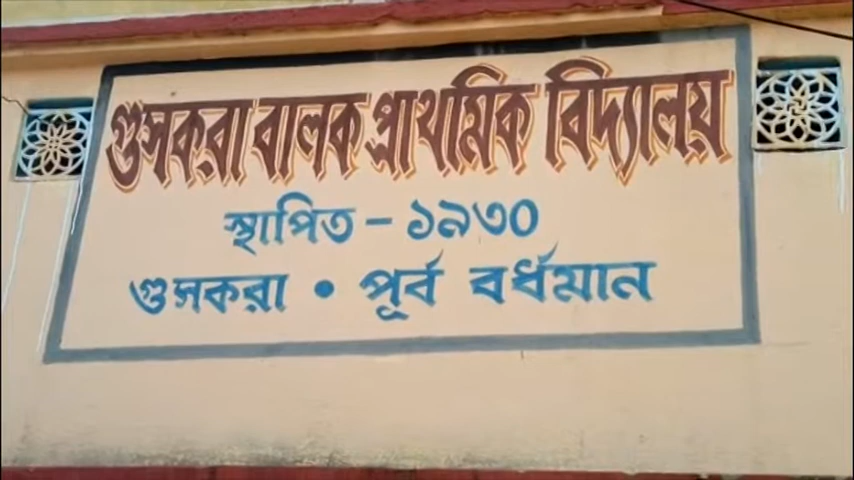 গুসকরা বালক প্রাথমিক বিদ্যালয়
স্থাপিত - ১৯৩০
গুসকরা • পূর্ব বর্ধমান